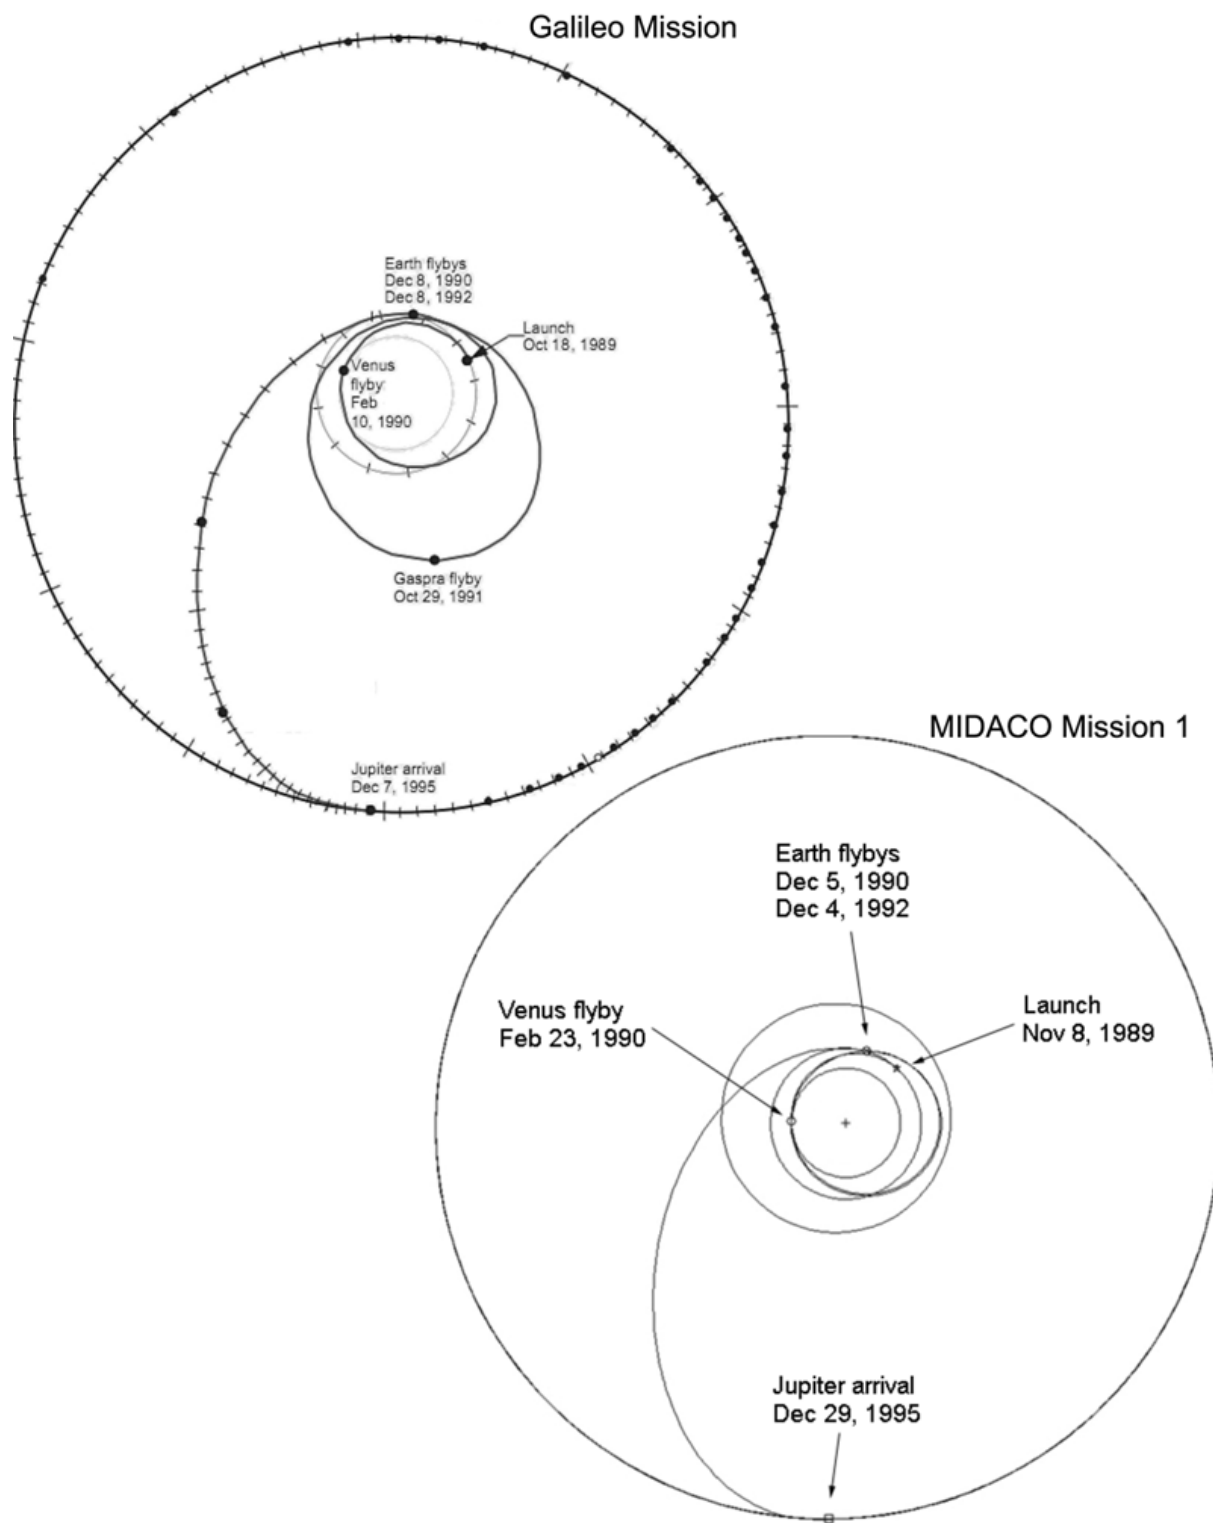 Galileo Mission
Earth flybys
Dec 8, 1990
Dec 8, 1992
Launch
Oct 18, 1989
Venus
flyby
Feb
10, 1990
Gaspra flyby
Oct 29, 1991
Jupiter arrival
Dec 7, 1995
MIDACO Mission 1
Earth flybys
Dec 5, 1990
Dec 4, 1992
Venus flyby
Feb 23, 1990
Launch
Nov 8, 1989
Jupiter arrival
Dec 29, 1995